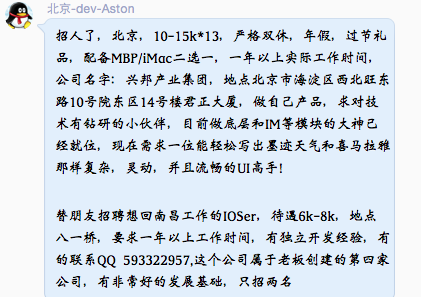 北京-dev-Aston
招人了，北京，10-15k*13，严格双休，年假，过节礼
品，配备MBP/iMac二选一，一年以上实际工作时间，
公司名字：兴邦产业集团，地点北京市海淀区西北旺东
路10号院东区14号楼君正大厦，做自己产品，求对技
术有钻研的小伙伴，目前做底层和IM等模块的大神已
经就位，现在需求一位能轻松写出墨迹天气和喜马拉雅
那样复杂，灵动，并且流畅的UI高手！
替朋友招聘想回南昌工作的IOSer，待遇6k-8k，地点
八一桥，要求一年以上工作时间，有独立开发经验，有
的联系QQ 593322957,这个公司属于老板创建的第四家
公司，有非常好的发展基础，只招两名